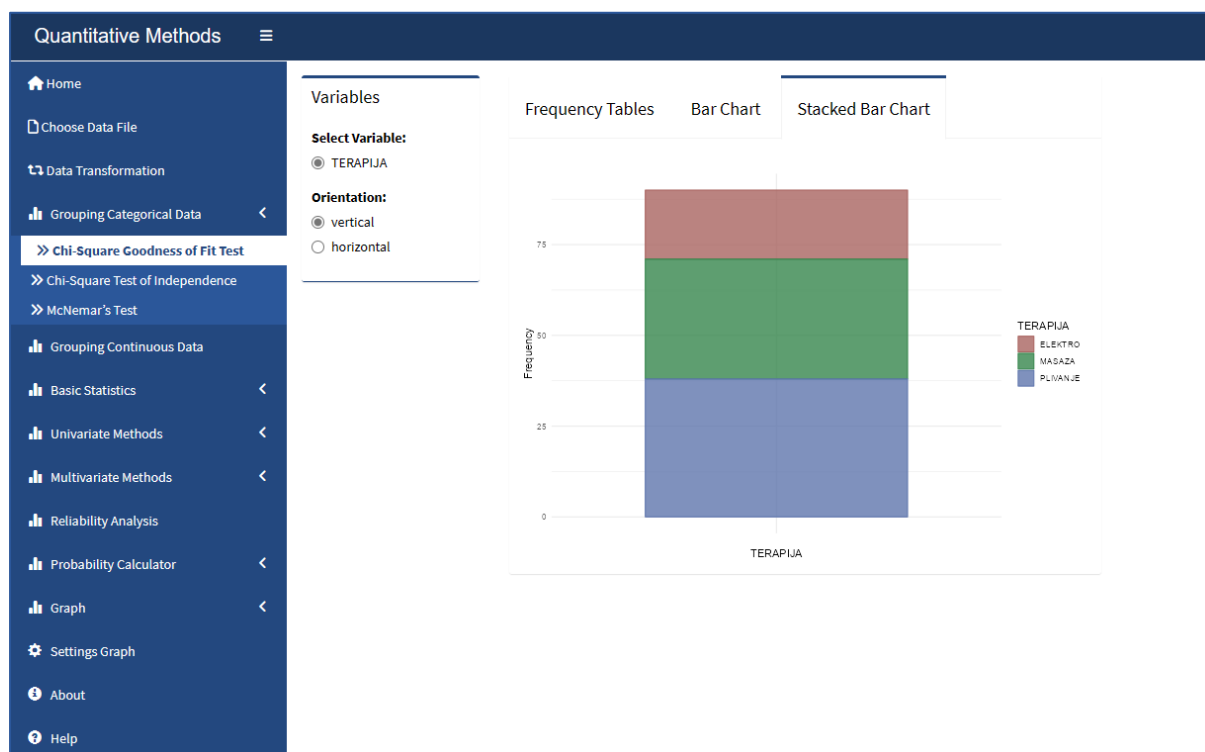 Quantitative Methods
Home
Choose Data File
Data Transformation
Grouping Categorical Data
Chi-Square Goodness of Fit Test
Chi-Square Test of Independence
McNemar's Test
Grouping Continuous Data
Basic Statistics
Univariate Methods
Multivariate Methods
Reliability Analysis
Probability Calculator
Graph
Settings Graph
About
Help
Variables
Select Variable:
TERAPIJA
Orientation:
vertical
horizontal
Frequency Tables Bar Chart Stacked Bar Chart
Frequency
75
50
25
0
TERAPIJA
TERAPIJA
ELEKTRO
MASAZA
PLIVANJE